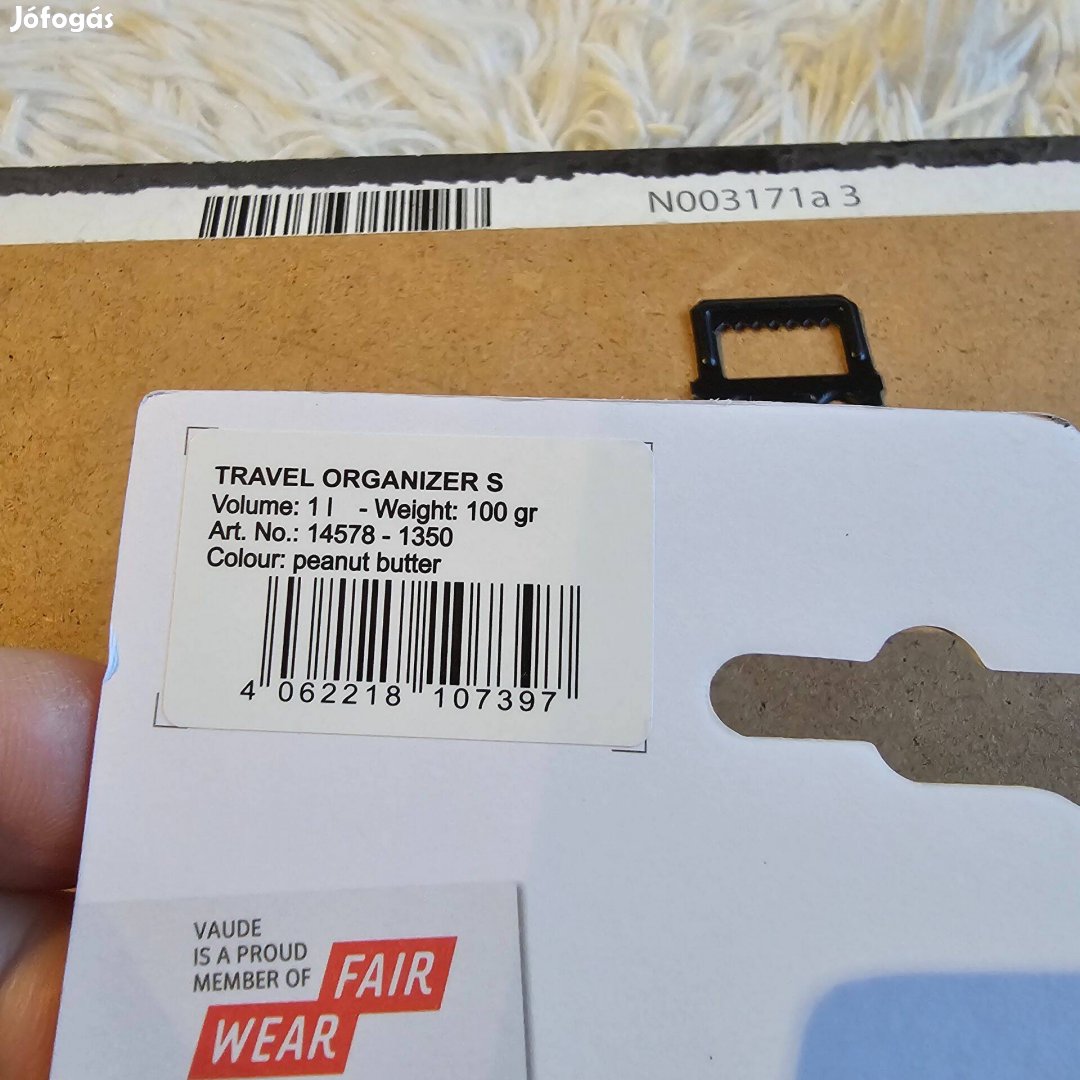 Jófogás
N003171a 3
TRAVEL ORGANIZER S
Volume: 1 l - Weight: 100 gr
Art. No.: 14578 - 1350
Colour: peanut butter
4 062218 107397
VAUDE
IS A PROUD
MEMBER OF
FAIR
WEAR